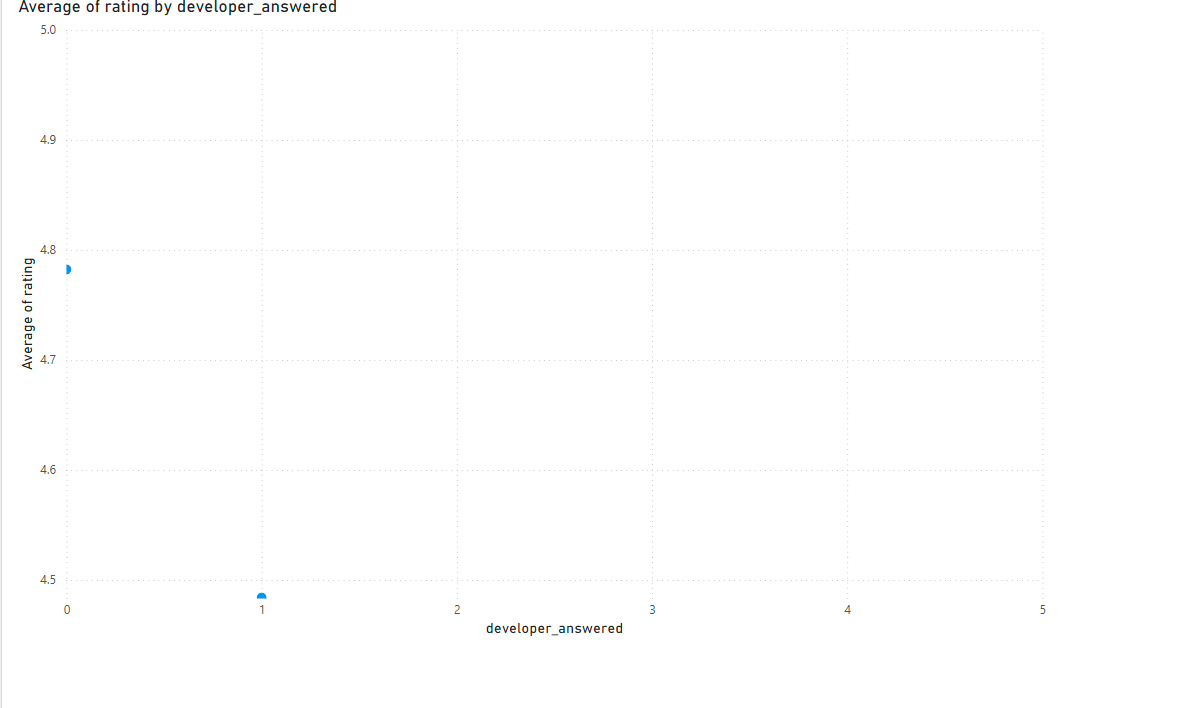 Average of rating by developer_answered
5.0
4.9
4.8
4.7
4.6
4.5
Average of rating
0 1 2 3 4 5
developer_answered